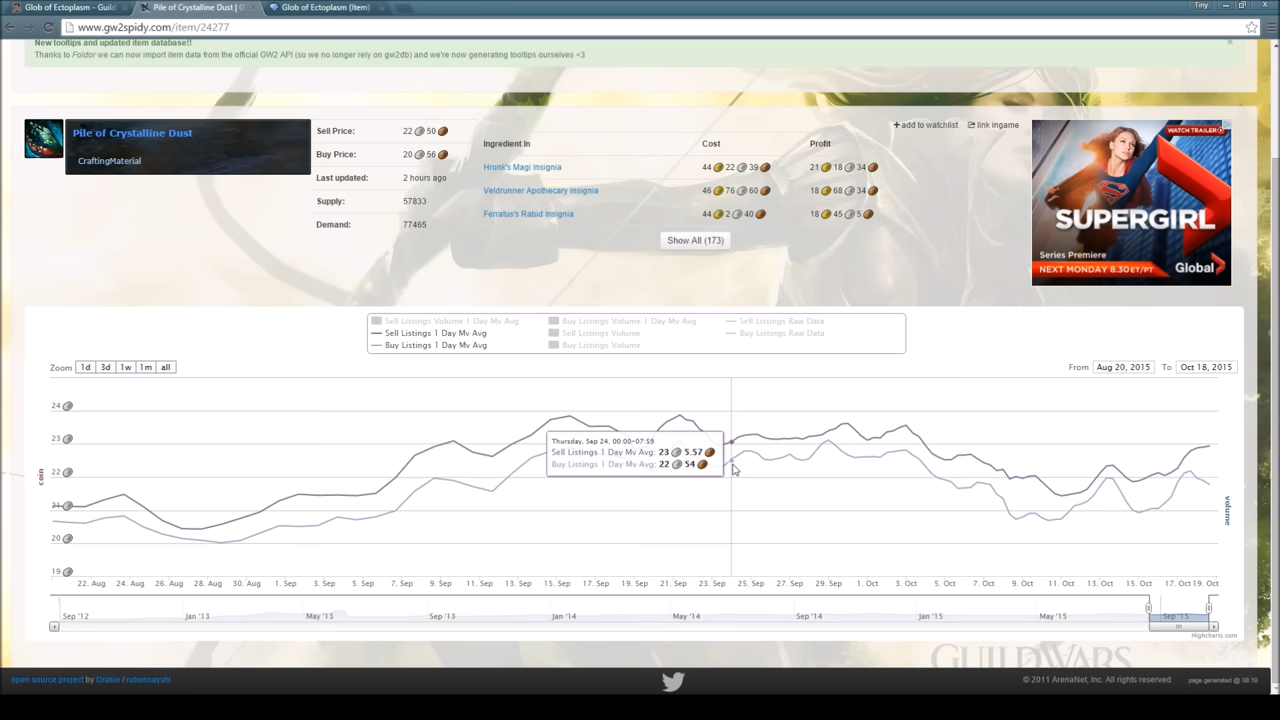 Glob of Ectoplasm - Guild
Pile of Crystalline Dust | G
Glob of Ectoplasm (Item)
Tiny
www.gw2spidy.com/item/24277
New tooltips and updated item database!!
Thanks to Foldor we can now import item data from the official GW2 API (so we no longer rely on gw2db) and we're now generating tooltips ourselves <3
Pile of Crystalline Dust
CraftingMaterial
Sell Price: 22 50
Buy Price: 20 56
Last updated: 2 hours ago
Supply: 57833
Demand: 77465
+ add to watchlist link ingame
Ingredient In Cost Profit
Hronk's Magi Insignia 44 22 39 21 18 34
Veldrunner Apothecary Insignia 46 76 60 18 68 34
Ferratus's Rabid Insignia 44 2 40 18 45 5
Show All (173)
WATCH TRAILER
SUPERGIRL
Series Premiere
NEXT MONDAY 8.30 ET/PT
Global
Sell Listings Volume 1 Day Mv Avg Buy Listings Volume 1 Day Mv Avg Sell Listings Raw Data
Sell Listings 1 Day Mv Avg Sell Listings Volume Buy Listings Raw Data
Buy Listings 1 Day Mv Avg Buy Listings Volume
Zoom 1d 3d 1w 1m all
From Aug 20, 2015 To Oct 18, 2015
24
23
22
21
20
19
coin
volume
Thursday, Sep 24, 00:00-07:59
Sell Listings 1 Day Mv Avg: 23 5.57
Buy Listings 1 Day Mv Avg: 22 54
22. Aug 24. Aug 26. Aug 28. Aug 30. Aug 1. Sep 3. Sep 5. Sep 7. Sep 9. Sep 11. Sep 13. Sep 15. Sep 17. Sep 19. Sep 21. Sep 23. Sep 25. Sep 27. Sep 29. Sep 1. Oct 3. Oct 5. Oct 7. Oct 9. Oct 11. Oct 13. Oct 15. Oct 17. Oct 19. Oct
Sep '12 Jan '13 May '13 Sep '13 Jan '14 May '14 Sep '14 Jan '15 May '15 Sep '15
Highcharts.com
GUILD WARS
open source project by Drakie / rubensayshi
© 2011 ArenaNet, Inc. All rights reserved.
page generated @ 08:19